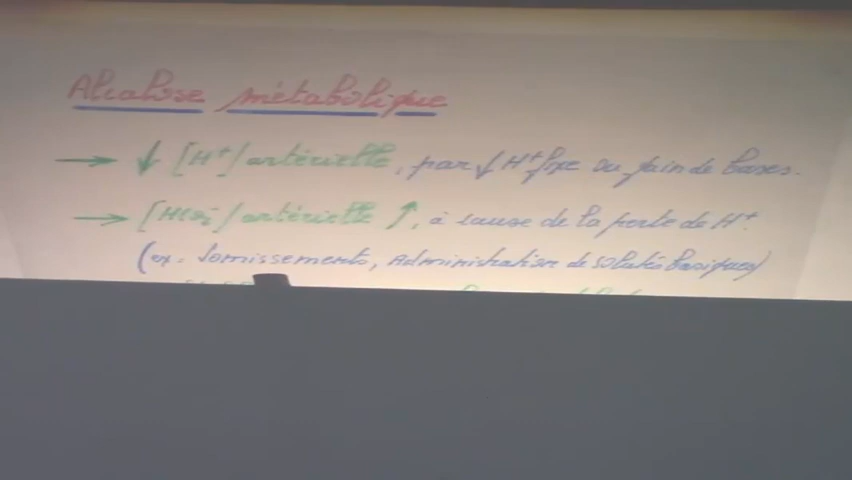 Alcalose métabolique
→ ↓ [H+] artérielle, par ↓ H+ fixe ou gain de bases.
→ [HCO3-] artérielle ↑, à cause de la perte de H+.
(ex: Vomissements, Administration de solutés basiques)